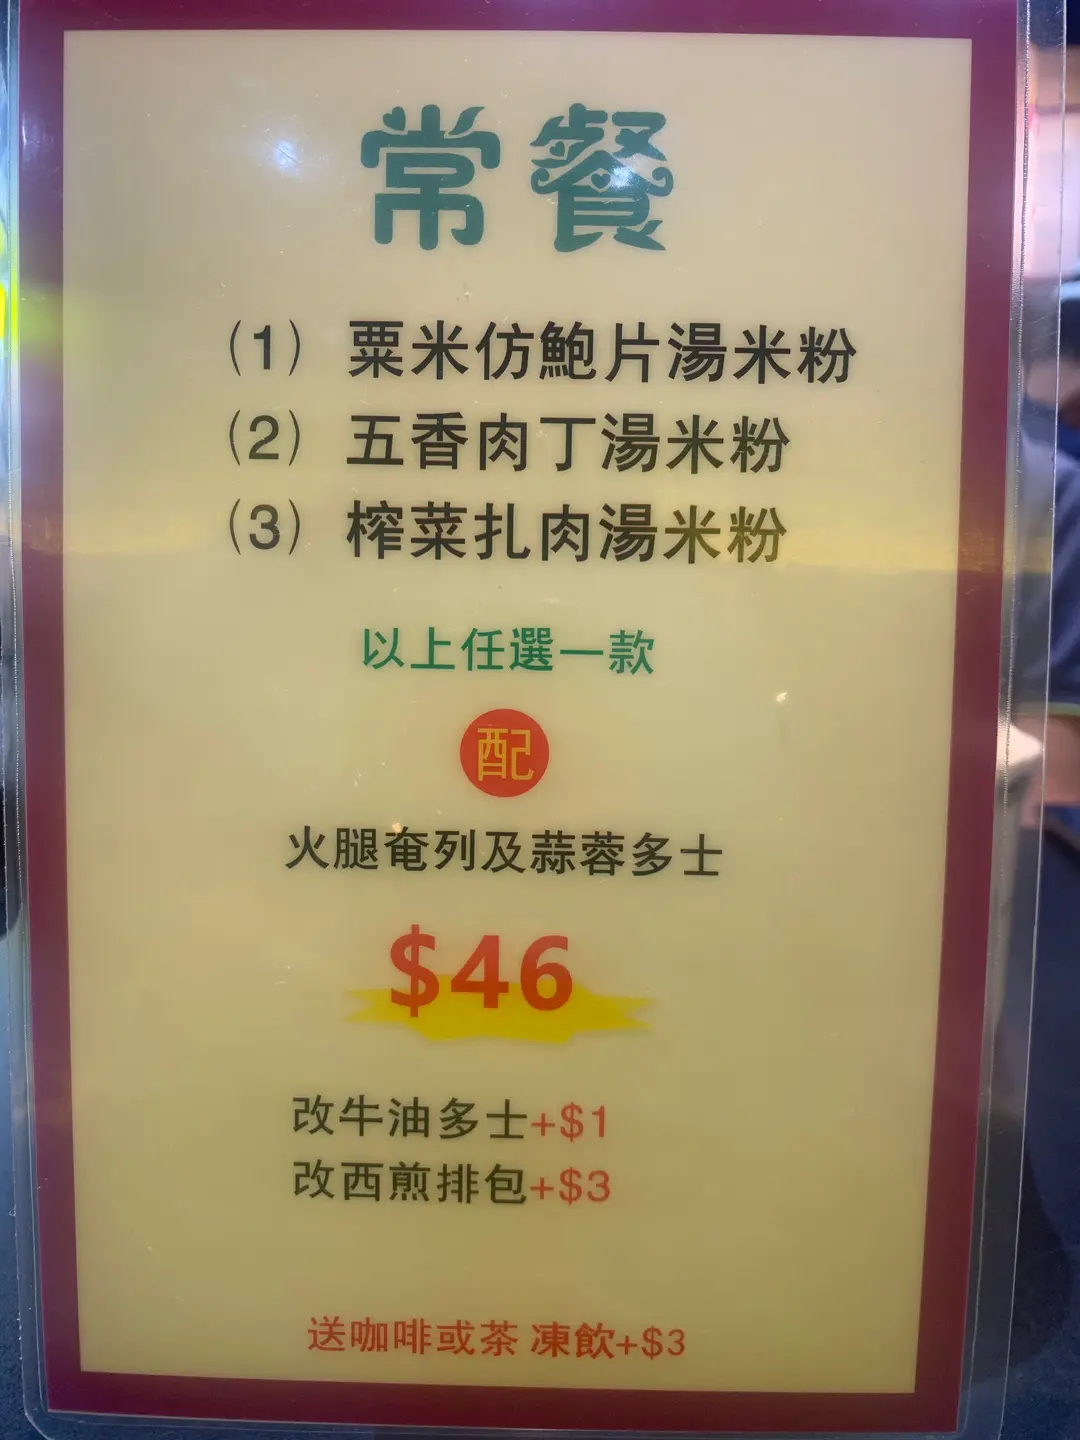 常餐
(1) 粟米仿鮑片湯米粉
(2) 五香肉丁湯米粉
(3) 榨菜扎肉湯米粉
以上任選一款
配
火腿奄列及蒜蓉多士
$46
改牛油多士+$1
改西煎排包+$3
送咖啡或茶 凍飲+$3